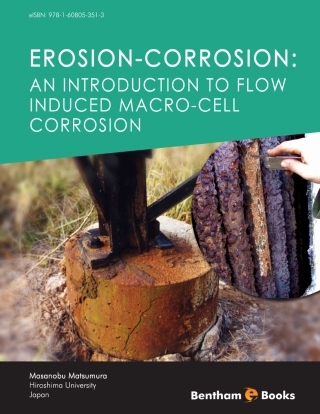 eISBN: 978-1-60805-351-3
EROSION-CORROSION:
AN INTRODUCTION TO FLOW
INDUCED MACRO-CELL
CORROSION
Masanobu Matsumura
Hiroshima University
Japan
Bentham Books